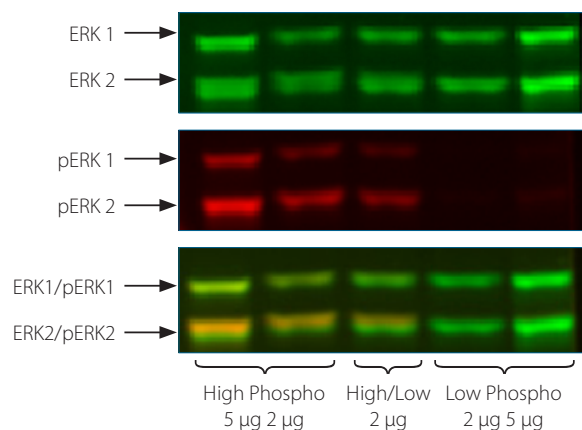 ERK 1
ERK 2
pERK 1
pERK 2
ERK1/pERK1
ERK2/pERK2
High Phospho High/Low Low Phospho
5 µg 2 µg 2 µg 2 µg 5 µg